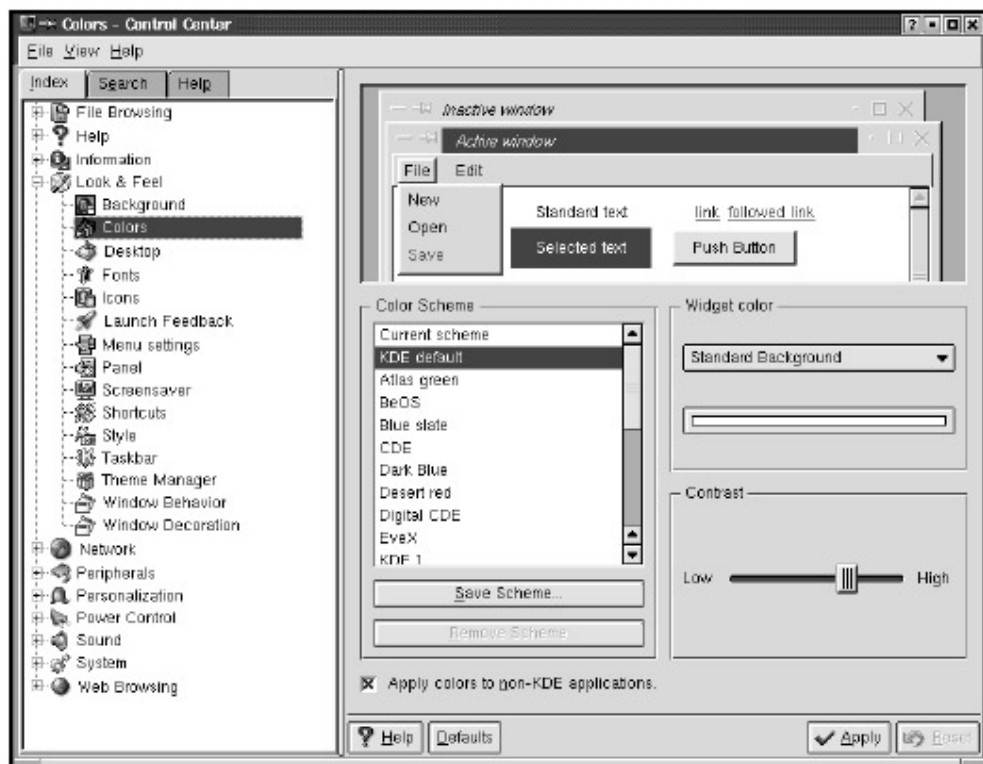 Colors - Control Center
File View Help
Index Search Help
File Browsing
Help
Information
Look & Feel
Background
Colors
Desktop
Fonts
Icons
Launch Feedback
Menu settings
Panel
Screensaver
Shortcuts
Style
Taskbar
Theme Manager
Window Behavior
Window Decoration
Network
Peripherals
Personalization
Power Control
Sound
System
Web Browsing
Inactive window
Active window
File Edit
New
Open
Save
Standard text link followed link
Selected text Push Button
Color Scheme
Current scheme
KDE default
Atlas green
BeOS
Blue slate
CDE
Dark Blue
Desert red
Digital CDE
EveX
KDE 1
Save Scheme...
Remove Scheme
Widget color
Standard Background
Contrast
Low High
Apply colors to non-KDE applications.
? Help Defaults Apply Reset